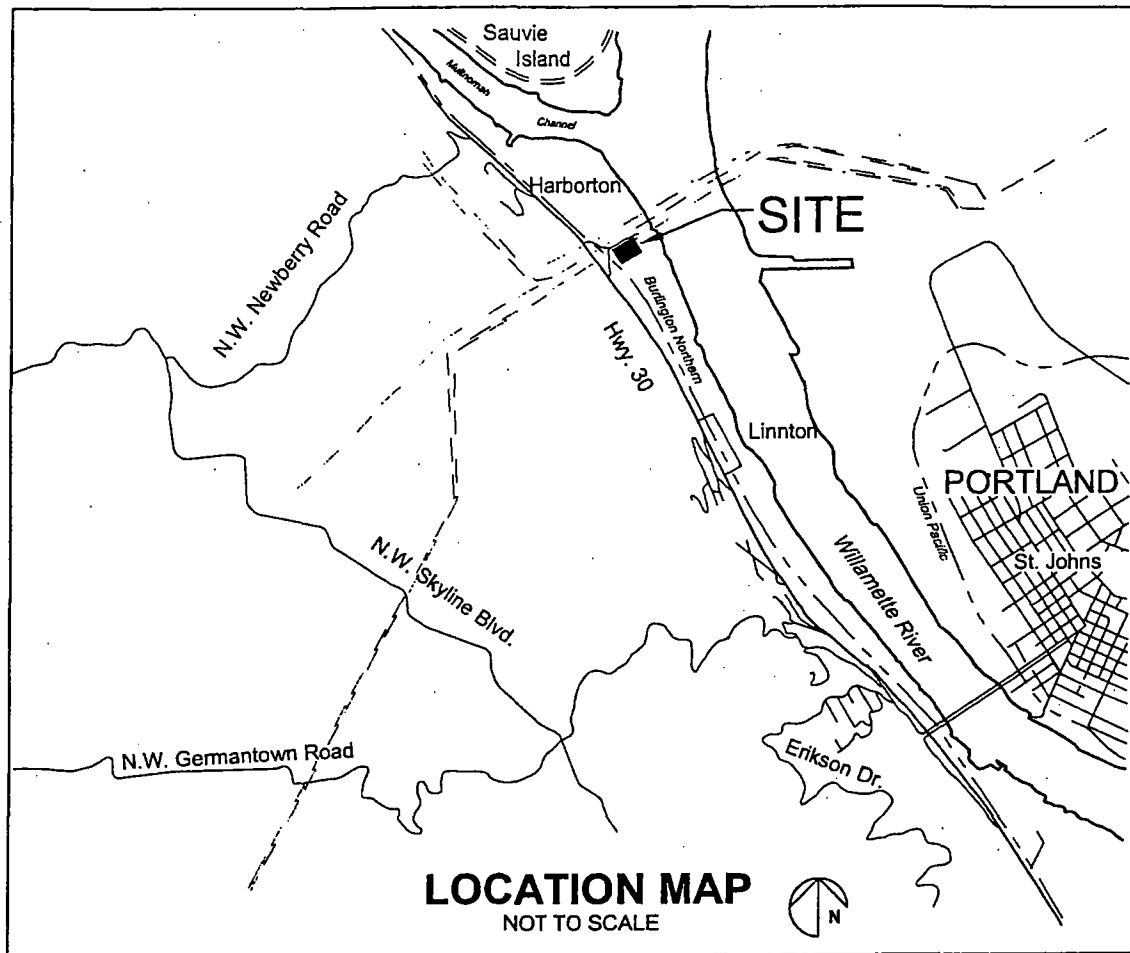 Sauvie
Island
Multnomah
Channel
Harborton
SITE
N.W. Newberry Road
Burlington Northern
Hwy. 30
Linnton
PORTLAND
Union Pacific
St. Johns
Willamette River
N.W. Skyline Blvd.
N.W. Germantown Road
Erikson Dr.
LOCATION MAP
NOT TO SCALE
N